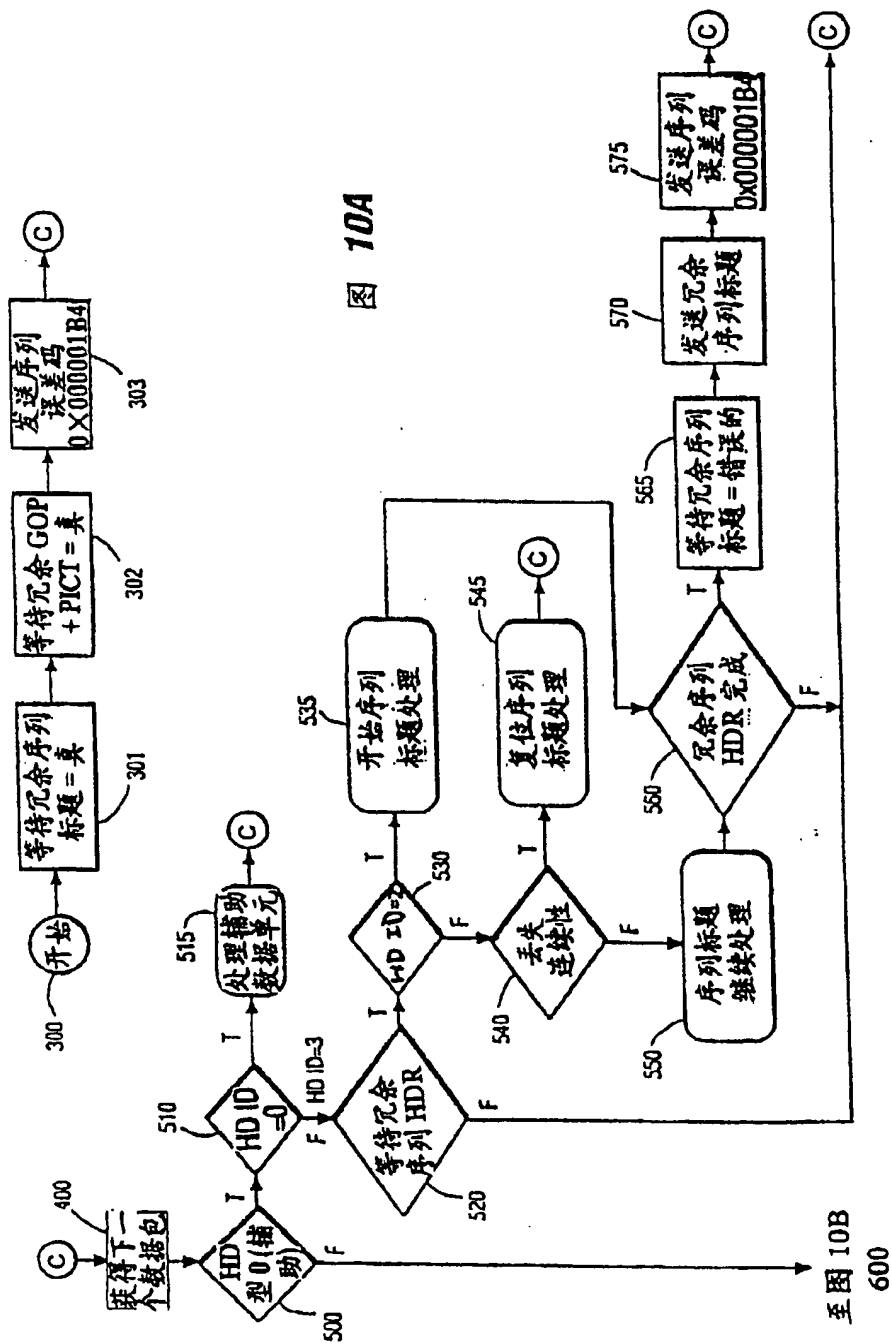 开始
300
等待冗余序列
标题=真
301
等待冗余 GOP
+PICT=真
302
发送序列
误差码
0X000001B4
303
C
图 10A
C
400
获得下一
个数据包
HD
型 0 (辅
助)
500
T
F
至图 10B
600
HD ID
=0
510
T
F
HD ID=3
处理辅助
数据单元
515
C
等待冗余
序列 HDR
520
T
F
530
T
F
开始序列
标题处理
535
丢失
连续性
540
T
F
复位序列
标题处理
545
C
序列标题
继续处理
550
冗余序列
HDR 完成
560
T
F
等待冗余序列
标题=错误的
565
发送冗余
序列标题
570
发送序列
误差码
0x000001B4
575
C
C